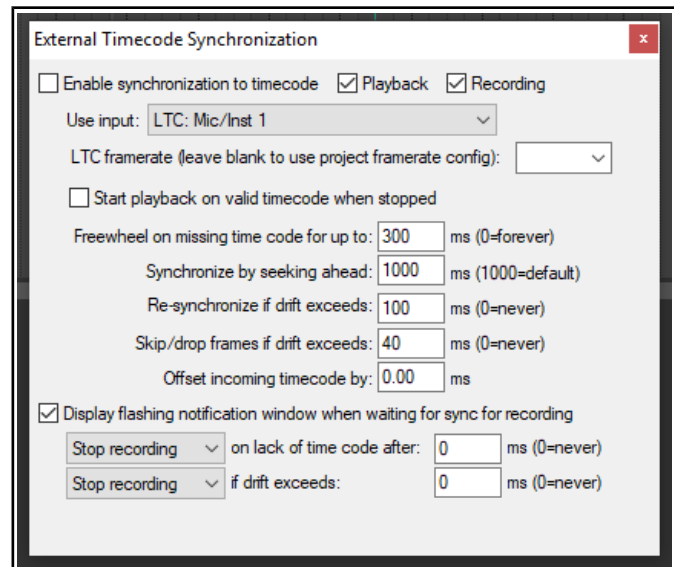 External Timecode Synchronization x
Enable synchronization to timecode Playback Recording
Use input: LTC: Mic/Inst 1
LTC framerate (leave blank to use project framerate config):
Start playback on valid timecode when stopped
Freewheel on missing time code for up to: 300 ms (0=forever)
Synchronize by seeking ahead: 1000 ms (1000=default)
Re-synchronize if drift exceeds: 100 ms (0=never)
Skip/drop frames if drift exceeds: 40 ms (0=never)
Offset incoming timecode by: 0.00 ms
Display flashing notification window when waiting for sync for recording
Stop recording on lack of time code after: 0 ms (0=never)
Stop recording if drift exceeds: 0 ms (0=never)